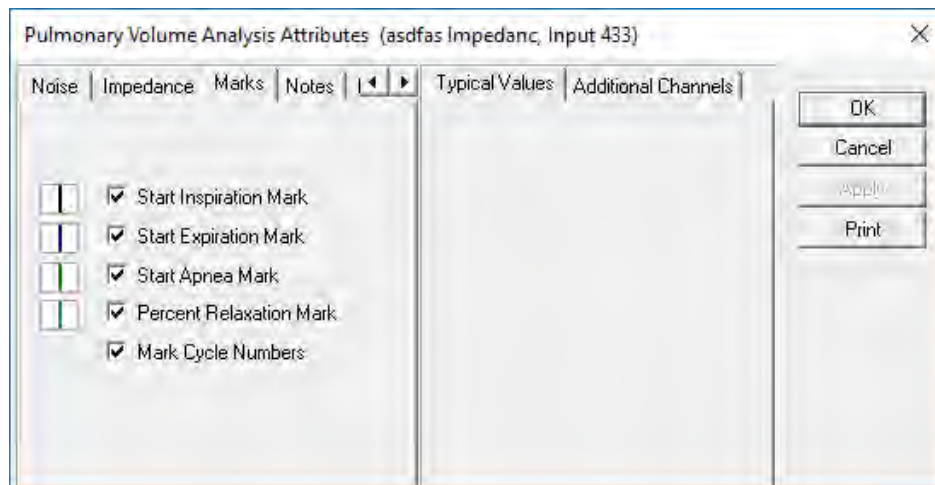 Pulmonary Volume Analysis Attributes (asdfas Impedanc, Input 433)
Noise Impedance Marks Notes
Typical Values Additional Channels
OK
Cancel
Apply
Print
Start Inspiration Mark
Start Expiration Mark
Start Apnea Mark
Percent Relaxation Mark
Mark Cycle Numbers